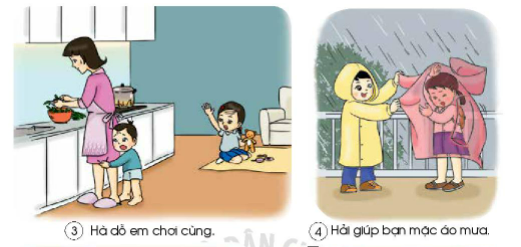 3 Hà dỗ em chơi cùng.
4 Hải giúp bạn mặc áo mưa.